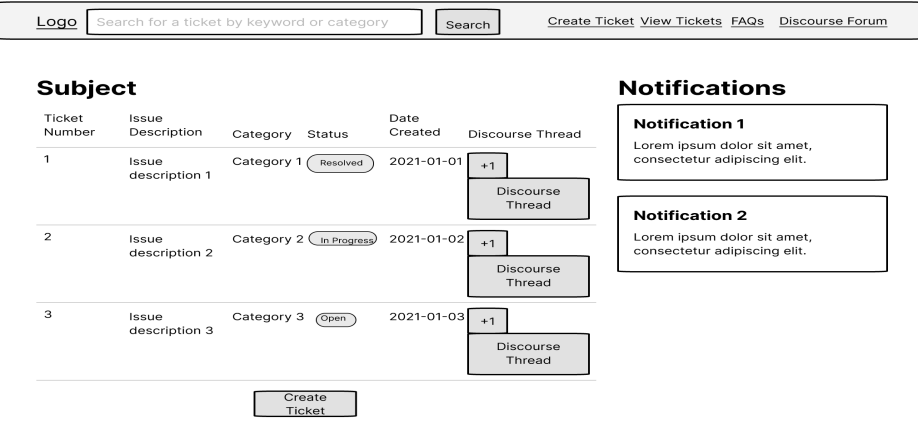 Logo Search for a ticket by keyword or category Search Create Ticket View Tickets FAQs Discourse Forum
Subject
Ticket Number Issue Description Category Status Date Created Discourse Thread
1 Issue description 1 Category 1 Resolved 2021-01-01 +1
Discourse Thread
2 Issue description 2 Category 2 In Progress 2021-01-02 +1
Discourse Thread
3 Issue description 3 Category 3 Open 2021-01-03 +1
Discourse Thread
Create Ticket
Notifications
Notification 1
Lorem ipsum dolor sit amet,
consectetur adipiscing elit.
Notification 2
Lorem ipsum dolor sit amet,
consectetur adipiscing elit.